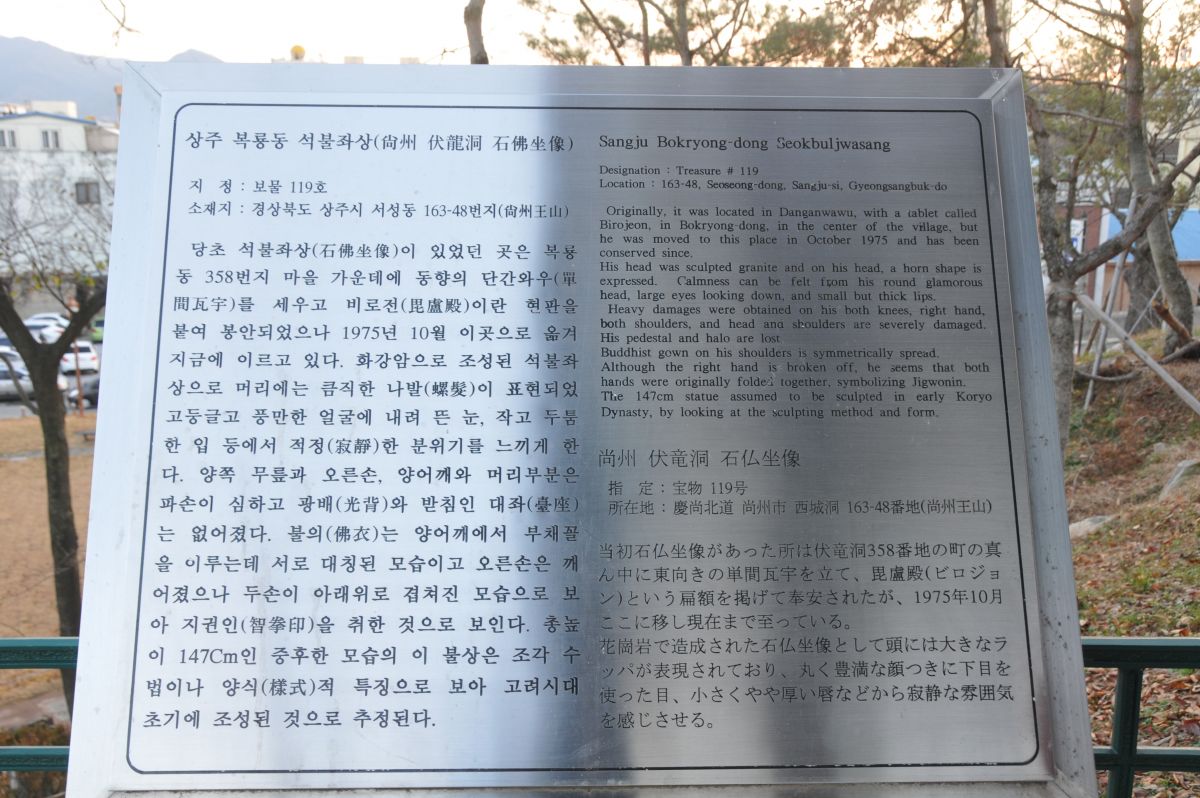 상주 복룡동 석불좌상(尙州 伏龍洞 石佛坐像)
지 정 : 보물 119호
소재지 : 경상북도 상주시 서성동 163-48번지(尙州王山)
당초 석불좌상(石佛坐像)이 있었던 곳은 복룡
동 358번지 마을 가운데에 동향의 단간와우(單
間瓦宇)를 세우고 비로전(毘盧殿)이란 현판을
붙여 봉안되었으나 1975년 10월 이곳으로 옮겨
지금에 이르고 있다. 화강암으로 조성된 석불좌
상으로 머리에는 큼직한 나발(螺髮)이 표현되었
고둥글고 풍만한 얼굴에 내려 뜬 눈, 작고 두툼
한 입 등에서 적정(寂靜)한 분위기를 느끼게 한
다. 양쪽 무릎과 오른손, 양어깨와 머리부분은
파손이 심하고 광배(光背)와 받침인 대좌(臺座)
는 없어졌다. 불의(佛衣)는 양어깨에서 부채꼴
을 이루는데 서로 대칭된 모습이고 오른손은 깨
어졌으나 두손이 아래위로 겹쳐진 모습으로 보
아 지권인(智拳印)을 취한 것으로 보인다. 총높
이 147Cm인 중후한 모습의 이 불상은 조각 수
법이나 양식(樣式)적 특징으로 보아 고려시대
초기에 조성된 것으로 추정된다.
Sangju Bokryong-dong Seokbuljwasang
Designation : Treasure # 119
Location : 163-48, Seoseong-dong, Sangju-si, Gyeongsangbuk-do
Originally, it was located in Danganwawu, with a tablet called
Birojeon, in Bokryong-dong, in the center of the village, but
he was moved to this place in October 1975 and has been
conserved since.
His head was sculpted granite and on his head, a horn shape is
expressed. Calmness can be felt from his round glamorous
head, large eyes looking down, and small but thick lips.
Heavy damages were obtained on his both knees, right hand,
both shoulders, and head and shoulders are severely damaged.
His pedestal and halo are lost
Buddhist gown on his shoulders is symmetrically spread.
Although the right hand is broken off, he seems that both
hands were originally folded together, symbolizing Jigwonin.
The 147cm statue assumed to be sculpted in early Koryo
Dynasty, by looking at the sculpting method and form.
尚州 伏竜洞 石仏坐像
指 定 : 宝物 119号
所在地 : 慶尚北道 尚州市 西城洞 163-48番地(尚州王山)
当初石仏坐像があった所は伏竜洞358番地の町の真
ん中に東向きの単間瓦宇を立て、毘盧殿(ビロジョ
ン)という扁額を掲げて奉安されたが、1975年10月
ここに移し現在まで至っている。
花崗岩で造成された石仏坐像として頭には大きなラ
ッパが表現されており、丸く豊満な顔つきに下目を
使った目、小さくやや厚い唇などから寂静な雰囲気
を感じさせる。